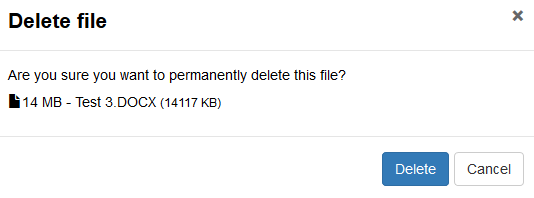 Delete file
Are you sure you want to permanently delete this file?
14 MB - Test 3.DOCX (14117 KB)
Delete
Cancel